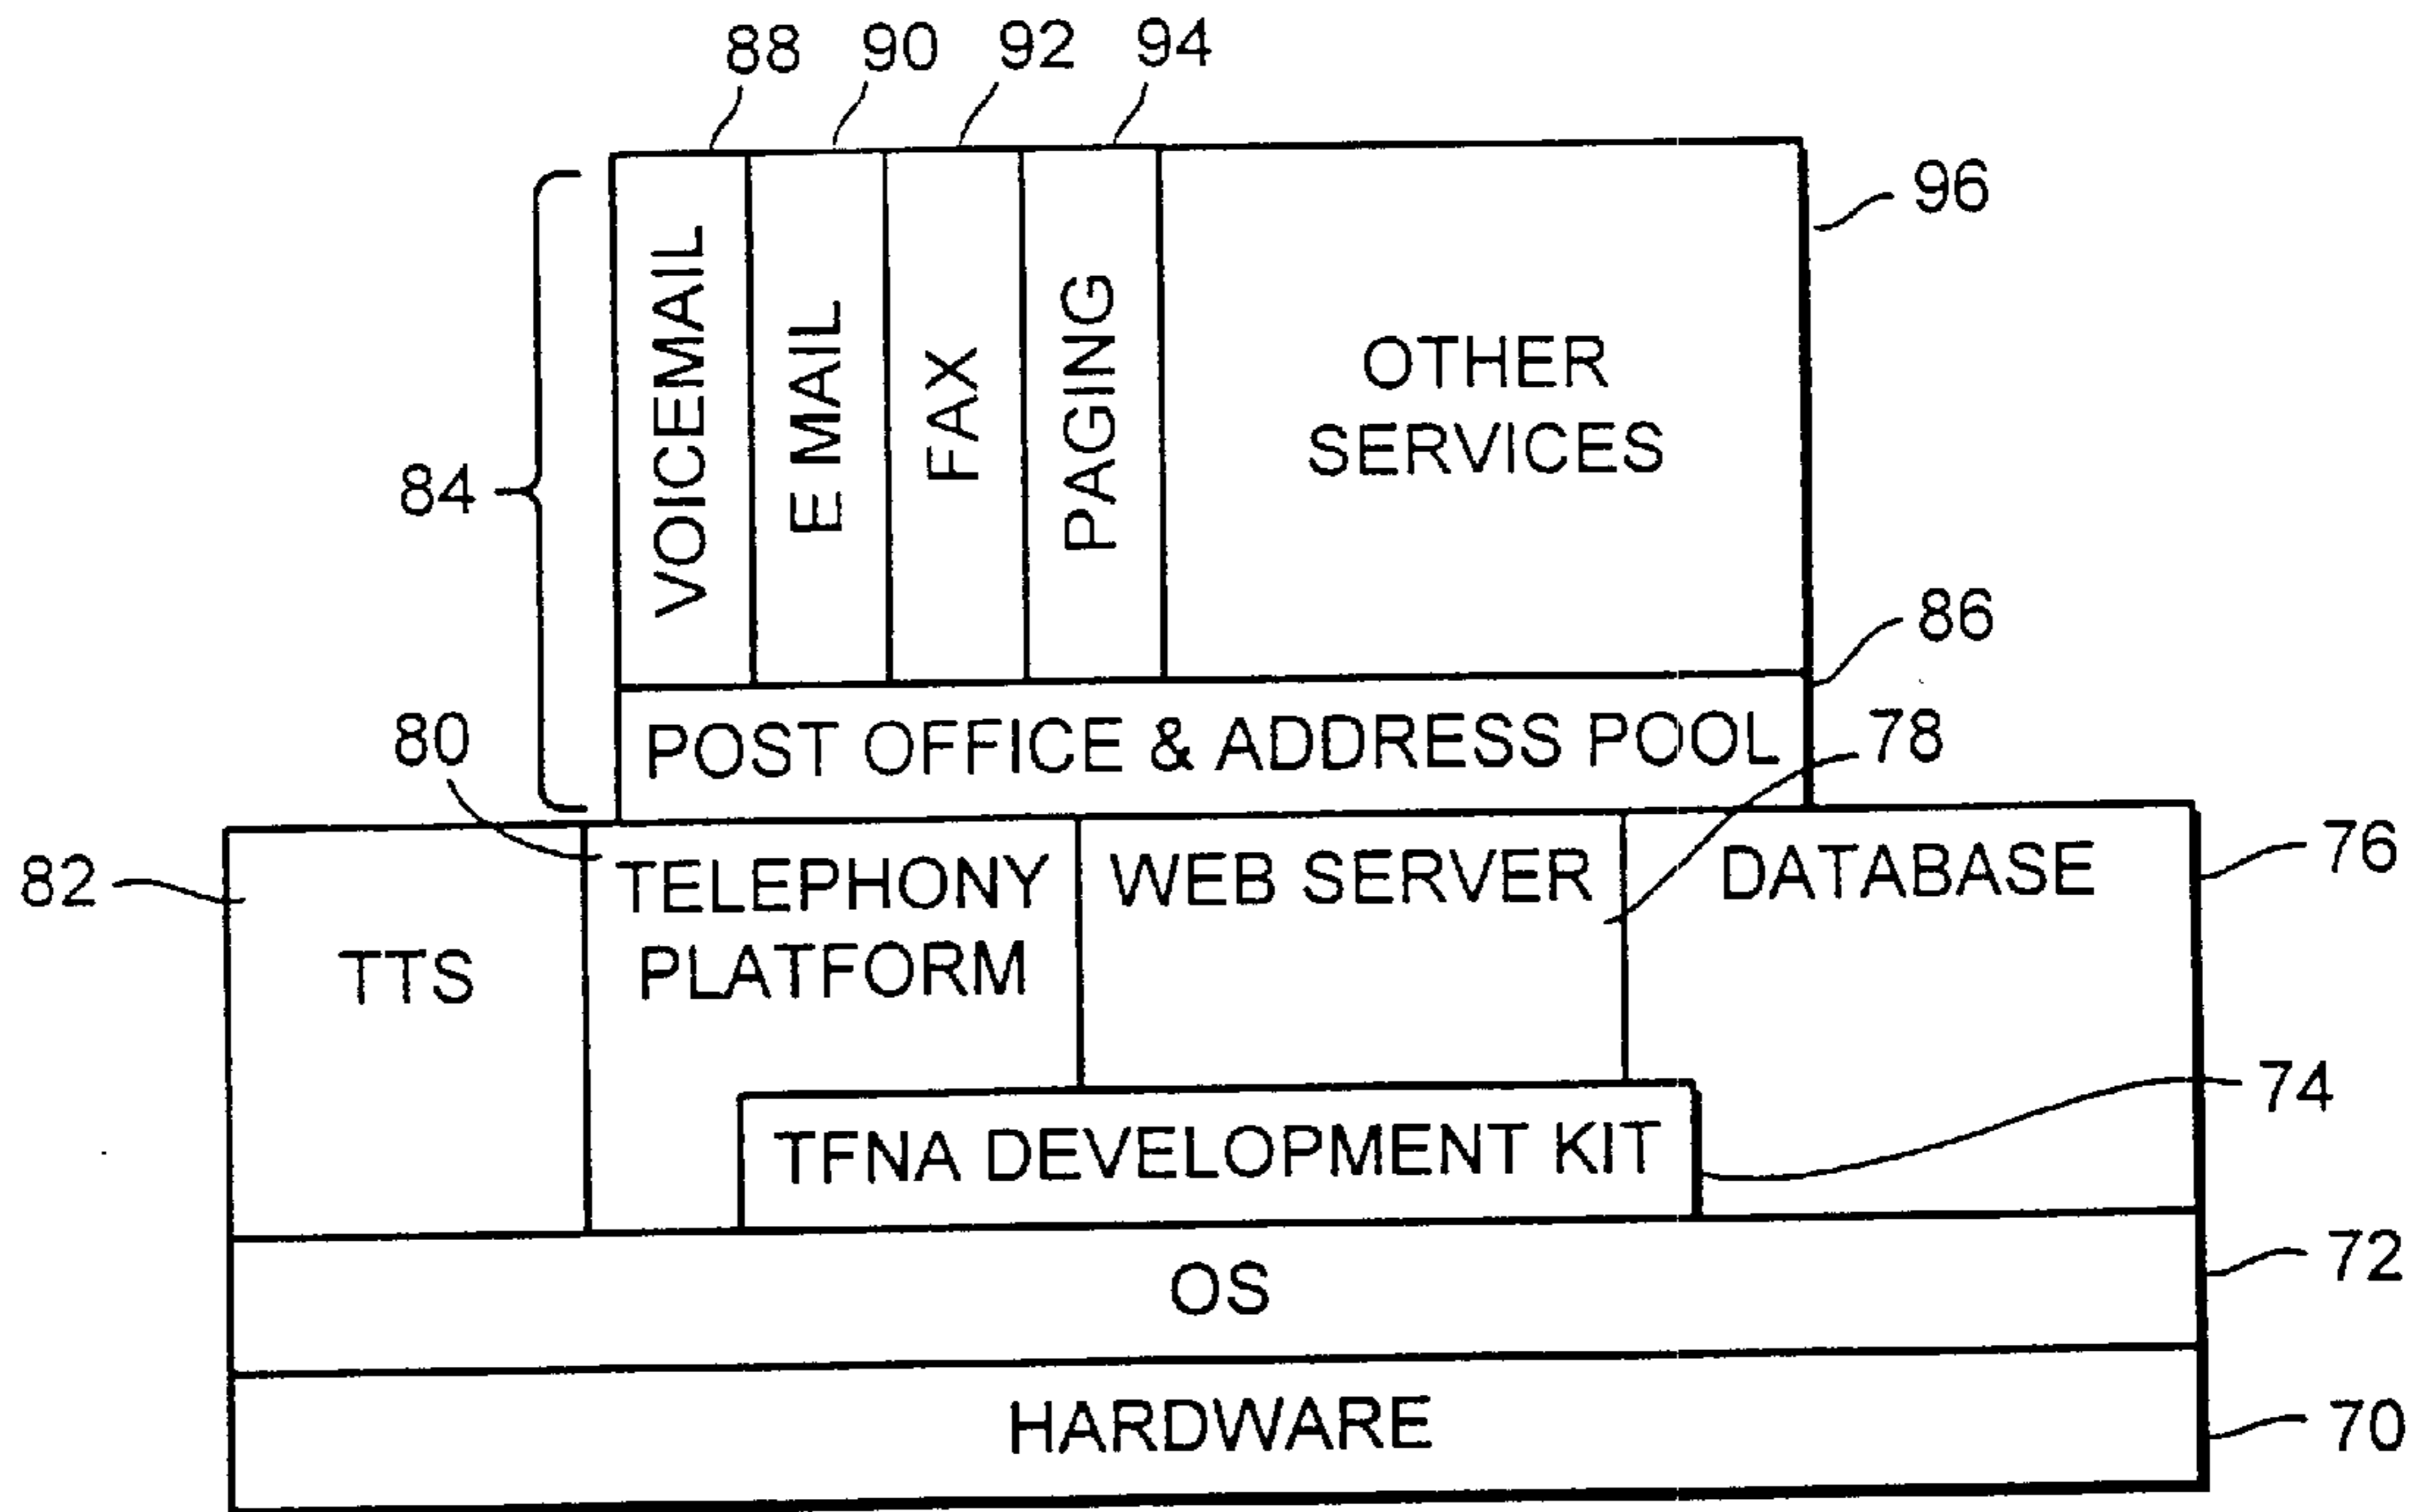 88 90 92 94
96
VOICEMAIL
E MAIL
FAX
PAGING
OTHER
SERVICES
84
86
POST OFFICE & ADDRESS POOL
80
78
82
TTS
TELEPHONY
PLATFORM
WEB SERVER
DATABASE
76
TFNA DEVELOPMENT KIT
74
OS
72
HARDWARE
70